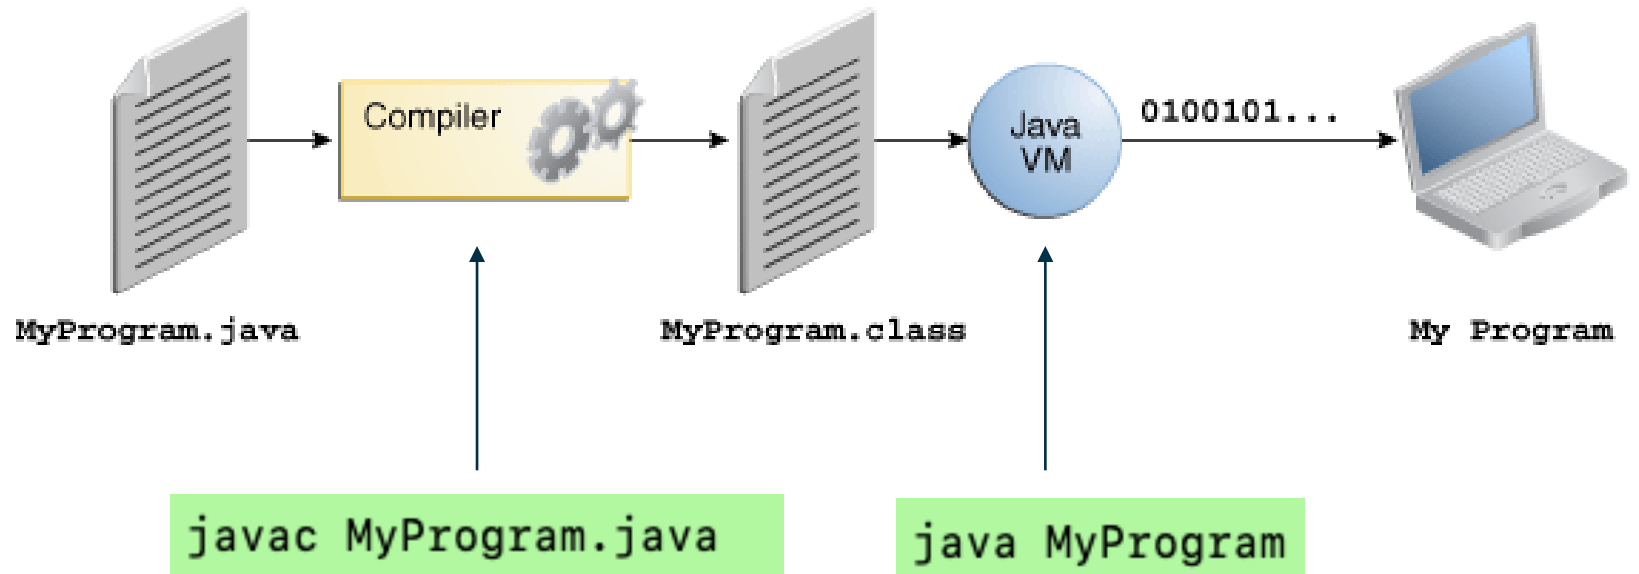 Compiler
Java
VM
0100101...
MyProgram.java
MyProgram.class
My Program
javac MyProgram.java
java MyProgram